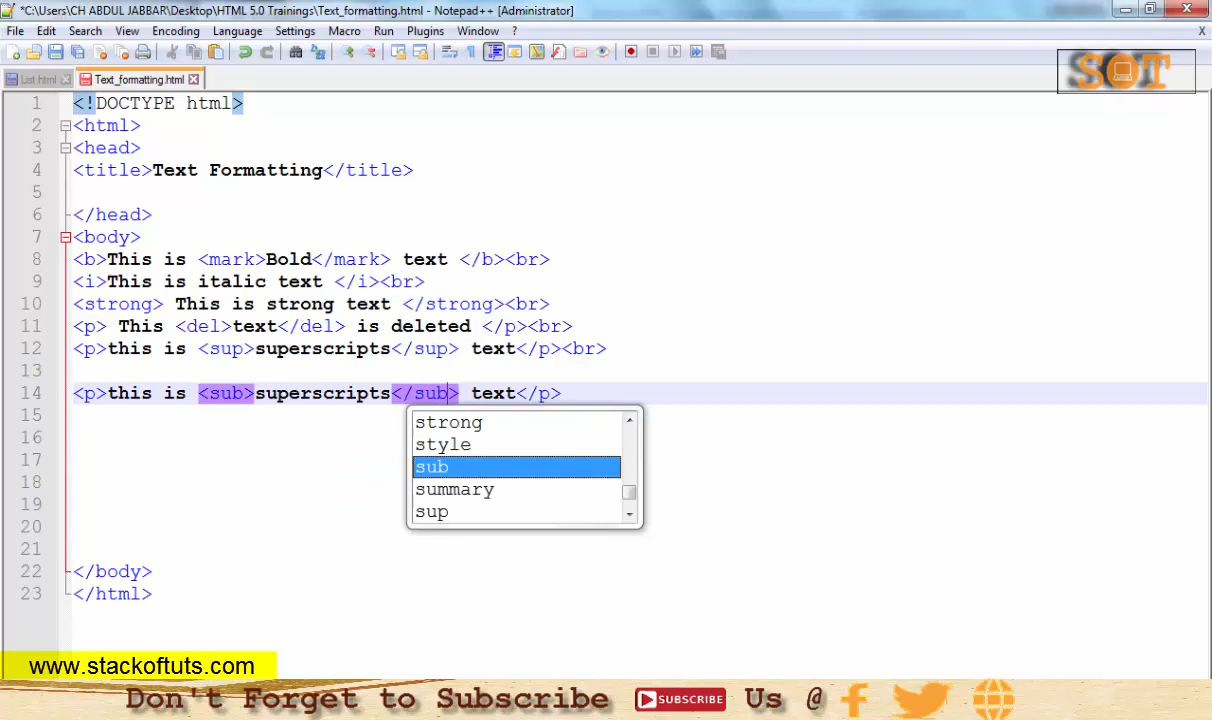 *C:\Users\CH ABDUL JABBAR\Desktop\HTML 5.0 Trainings\Text_formatting.html - Notepad++ [Administrator]
File Edit Search View Encoding Language Settings Macro Run Plugins Window ? X
List.html Text_formatting.html
SOT
1 <!DOCTYPE html>
2 <html>
3 <head>
4 <title>Text Formatting</title>
5
6 </head>
7 <body>
8 <b>This is <mark>Bold</mark> text </b><br>
9 <i>This is italic text </i><br>
10 <strong> This is strong text </strong><br>
11 <p> This <del>text</del> is deleted </p><br>
12 <p>this is <sup>superscripts</sup> text</p><br>
13
14 <p>this is <sub>superscripts</sub> text</p>
15
16
17
18
19
20
21
22 </body>
23 </html>
strong
style
sub
summary
sup
www.stackoftuts.com
Don't Forget to Subscribe SUBSCRIBE Us @